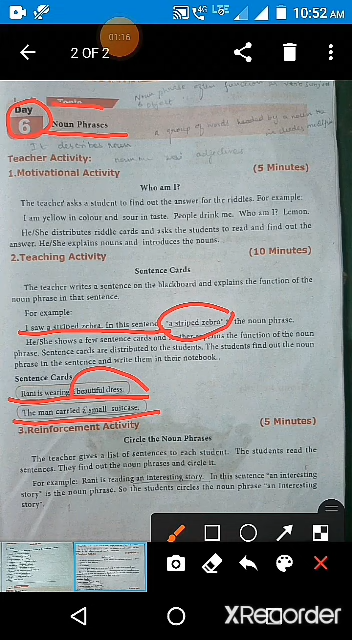 01:16
4G LTE
10:52 AM
2 OF 2
Topic
Day
6
Noun Phrases
a group of words headed by a noun
It describes noun
Teacher Activity: (5 Minutes)
1.Motivational Activity
Who am I?
The teacher asks a student to find out the answer for the riddles. For example.
I am yellow in colour and sour in taste. People drink me. Who am I? Lemon.
He/She distributes riddle cards and asks the students to read and find out the
answer. He/She explains nouns and introduces the nouns.
2.Teaching Activity (10 Minutes)
Sentence Cards
The teacher writes a sentence on the blackboard and explains the function of the
noun phrase in that sentence.
For example:
I saw a striped zebra. In this sentence "a striped zebra" is the noun phrase.
He/She shows a few sentence cards and explains the function of the noun
phrase. Sentence cards are distributed to the students. The students find out the noun
phrase in the sentence and write them in their notebook.
Sentence Cards
Rani is wearing beautiful dress.
The man carried a small suitcase.
3.Reinforcement Activity (5 Minutes)
Circle the Noun Phrases
The teacher gives a list of sentences to each student. The students read the
sentences. They find out the noun phrases and circle it.
For example: Rani is reading an interesting story. In this sentence "an interesting
story" is the noun phrase. So the students circles the noun phrase "an interesting
story".
XRecorder